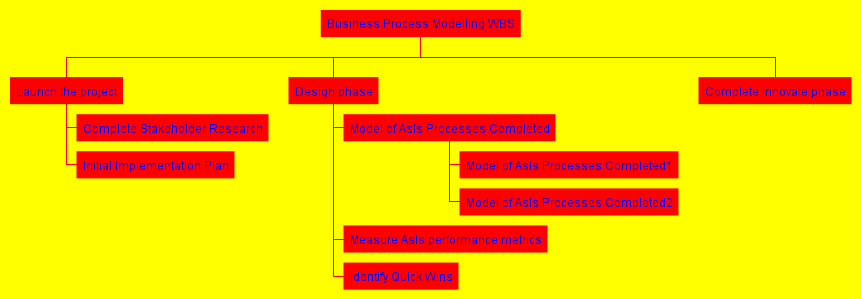 Business Process Modelling WBS
Launch the project
Design phase
Complete innovate phase
Complete Stakeholder Research
Model of AsIs Processes Completed
Initial Implementation Plan
Model of AsIs Processes Completed1
Model of AsIs Processes Completed2
Measure AsIs performance metrics
Identify Quick Wins